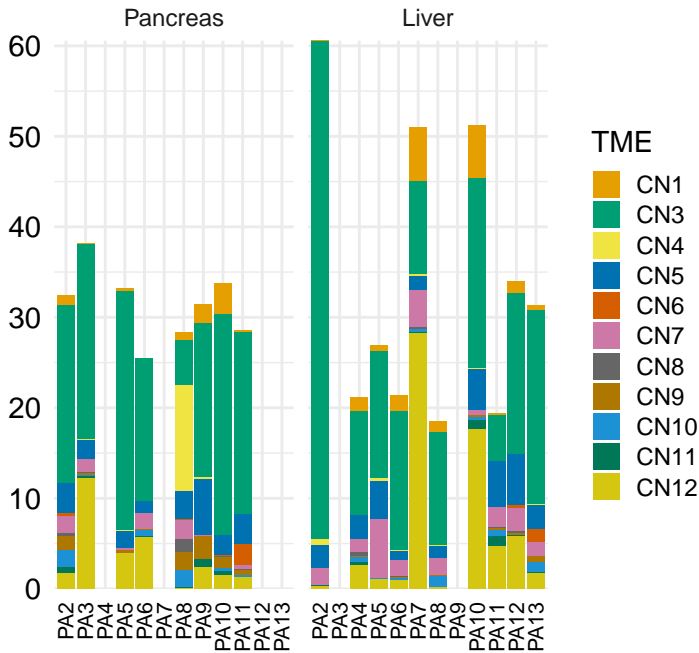 Pancreas
Liver
60
50
40
30
20
10
0
PA2 PA3 PA4 PA5 PA6 PA7 PA8 PA9 PA10 PA11 PA12 PA13
PA2 PA3 PA4 PA5 PA6 PA7 PA8 PA9 PA10 PA11 PA12 PA13
TME
CN1
CN3
CN4
CN5
CN6
CN7
CN8
CN9
CN10
CN11
CN12